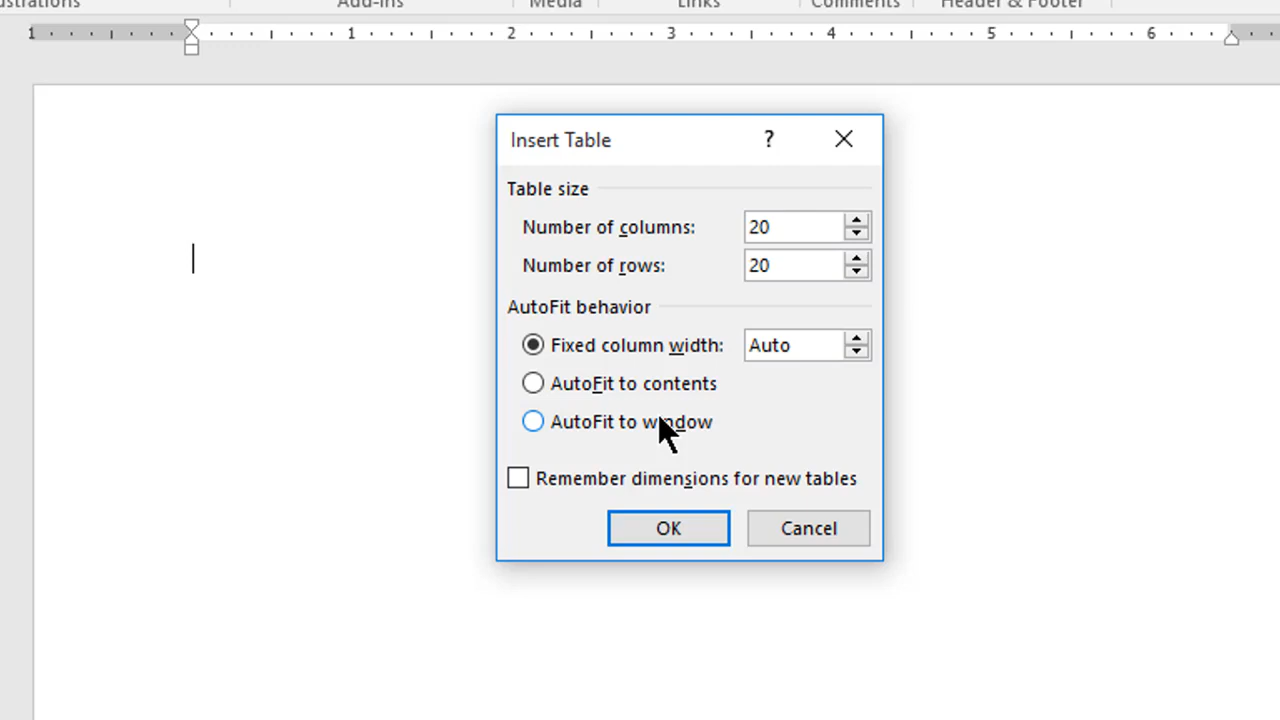 Add-ins Media Links Comments Header & Footer
1 1 2 3 4 5 6
Insert Table ?
Table size
Number of columns: 20
Number of rows: 20
AutoFit behavior
Fixed column width: Auto
AutoFit to contents
AutoFit to window
Remember dimensions for new tables
OK Cancel